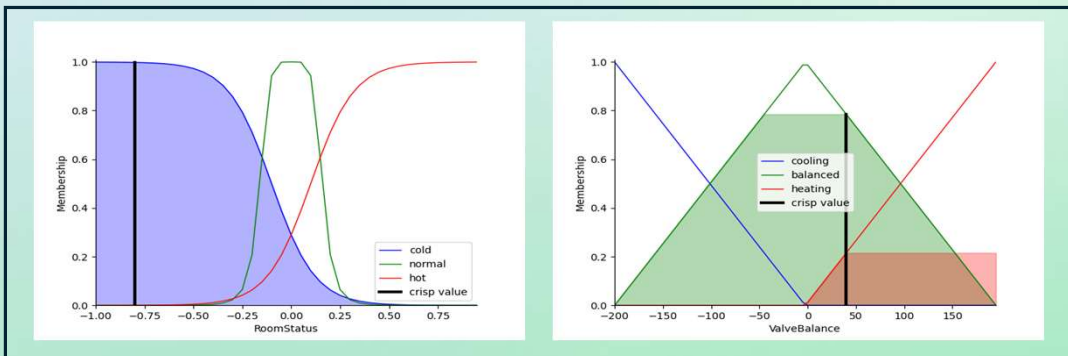 1.0
0.8
0.6
0.4
0.2
0.0
Membership
−1.00 −0.75 −0.50 −0.25 0.00 0.25 0.50 0.75
RoomStatus
cold
normal
hot
crisp value
1.0
0.8
0.6
0.4
0.2
0.0
Membership
−200 −150 −100 −50 0 50 100 150
ValveBalance
cooling
balanced
heating
crisp value